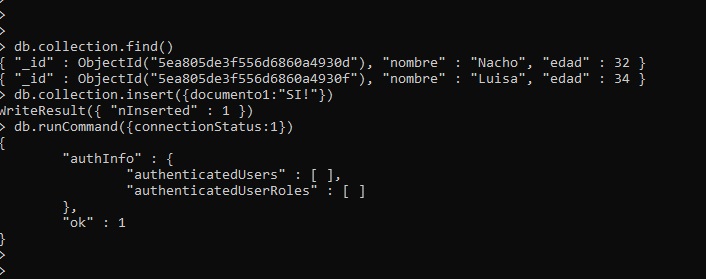 >
>
>
> db.collection.find()
{ "_id" : ObjectId("5ea805de3f556d6860a4930d"), "nombre" : "Nacho", "edad" : 32 }
{ "_id" : ObjectId("5ea805de3f556d6860a4930f"), "nombre" : "Luisa", "edad" : 34 }
> db.collection.insert({documento1:"SI!"})
WriteResult({ "nInserted" : 1 })
> db.runCommand({connectionStatus:1})
{
        "authInfo" : {
                "authenticatedUsers" : [ ],
                "authenticatedUserRoles" : [ ]
        },
        "ok" : 1
}
>
>